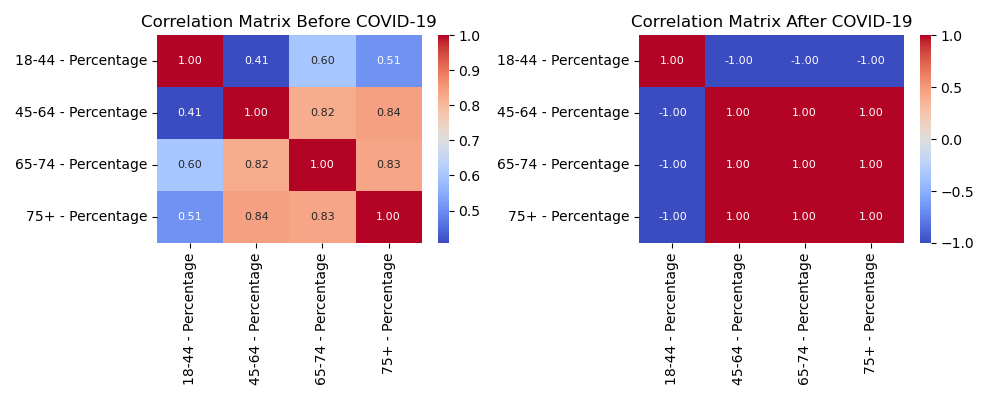 Correlation Matrix Before COVID-19
18-44 - Percentage
45-64 - Percentage
65-74 - Percentage
75+ - Percentage
1.00 0.41 0.60 0.51
0.41 1.00 0.82 0.84
0.60 0.82 1.00 0.83
0.51 0.84 0.83 1.00
18-44 - Percentage
45-64 - Percentage
65-74 - Percentage
75+ - Percentage
1.0
0.9
0.8
0.7
0.6
0.5
Correlation Matrix After COVID-19
18-44 - Percentage
45-64 - Percentage
65-74 - Percentage
75+ - Percentage
1.00 -1.00 -1.00 -1.00
-1.00 1.00 1.00 1.00
-1.00 1.00 1.00 1.00
-1.00 1.00 1.00 1.00
18-44 - Percentage
45-64 - Percentage
65-74 - Percentage
75+ - Percentage
1.0
0.5
0.0
−0.5
−1.0